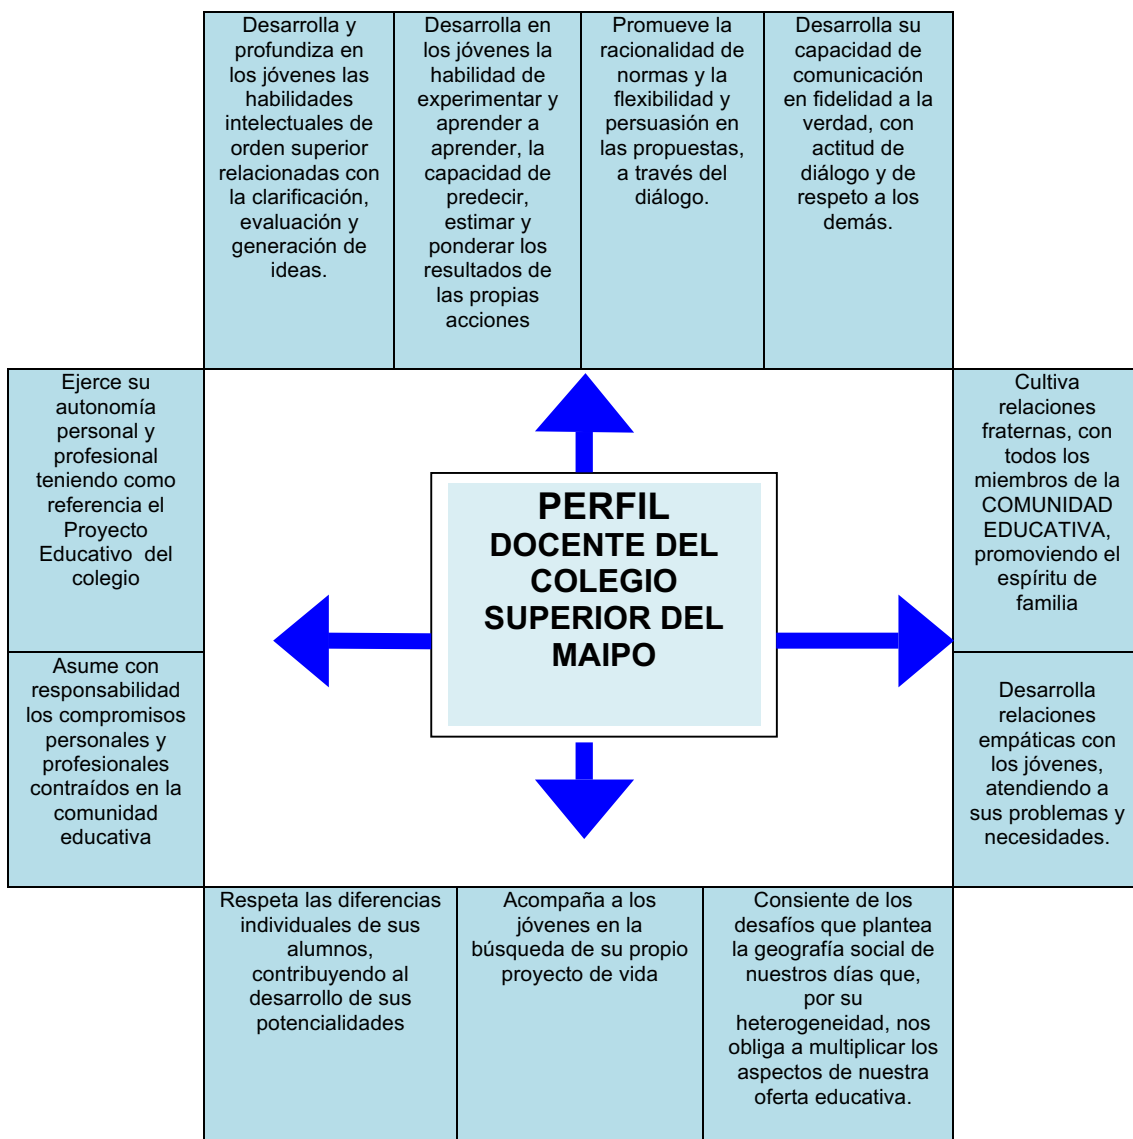 Desarrolla y
profundiza en
los jóvenes las
habilidades
intelectuales de
orden superior
relacionadas con
la clarificación,
evaluación y
generación de
ideas.
Desarrolla en
los jóvenes la
habilidad de
experimentar y
aprender a
aprender, la
capacidad de
predecir,
estimar y
ponderar los
resultados de
las propias
acciones
Promueve la
racionalidad de
normas y la
flexibilidad y
persuasión en
las propuestas,
a través del
diálogo.
Desarrolla su
capacidad de
comunicación
en fidelidad a la
verdad, con
actitud de
diálogo y de
respeto a los
demás.
Ejerce su
autonomía
personal y
profesional
teniendo como
referencia el
Proyecto
Educativo del
colegio
Asume con
responsabilidad
los compromisos
personales y
profesionales
contraídos en la
comunidad
educativa
PERFIL
DOCENTE DEL
COLEGIO
SUPERIOR DEL
MAIPO
Cultiva
relaciones
fraternas, con
todos los
miembros de la
COMUNIDAD
EDUCATIVA,
promoviendo el
espíritu de
familia
Desarrolla
relaciones
empáticas con
los jóvenes,
atendiendo a
sus problemas y
necesidades.
Respeta las diferencias
individuales de sus
alumnos,
contribuyendo al
desarrollo de sus
potencialidades
Acompaña a los
jóvenes en la
búsqueda de su propio
proyecto de vida
Consiente de los
desafíos que plantea
la geografía social de
nuestros días que,
por su
heterogeneidad, nos
obliga a multiplicar los
aspectos de nuestra
oferta educativa.